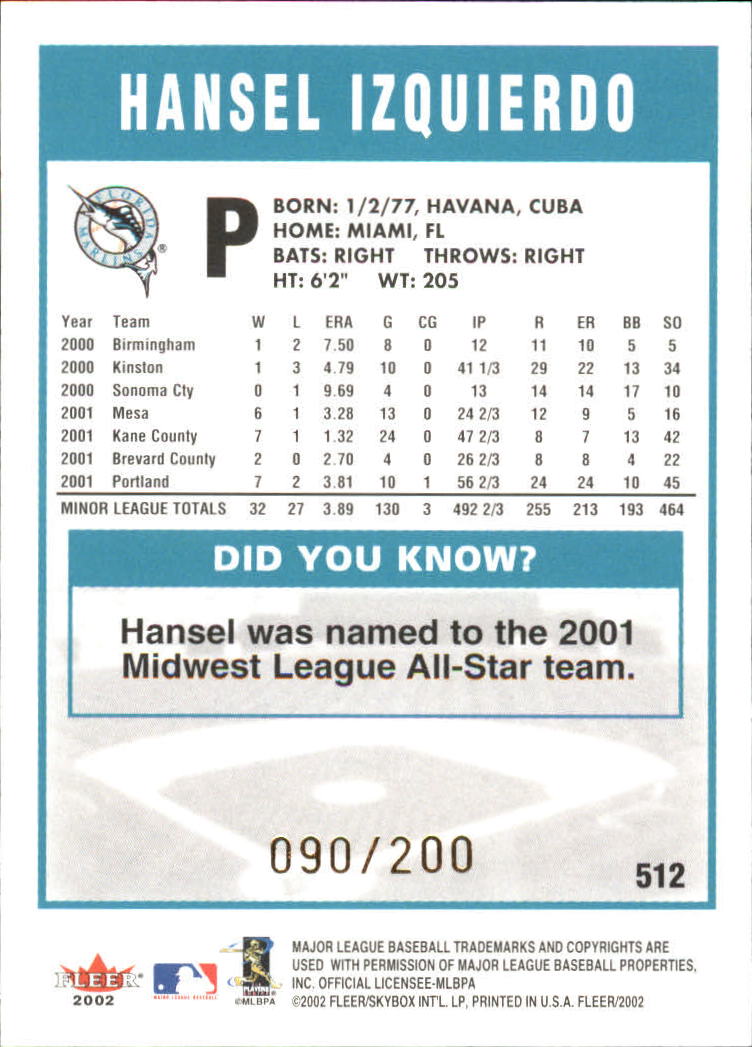 HANSEL IZQUIERDO
FLORIDA
MARLINS
®
P
BORN: 1/2/77, HAVANA, CUBA
HOME: MIAMI, FL
BATS: RIGHT THROWS: RIGHT
HT: 6'2" WT: 205
Year Team W L ERA G CG IP R ER BB SO
2000 Birmingham 1 2 7.50 8 0 12 11 10 5 5
2000 Kinston 1 3 4.79 10 0 41 1/3 29 22 13 34
2000 Sonoma Cty 0 1 9.69 4 0 13 14 14 17 10
2001 Mesa 6 1 3.28 13 0 24 2/3 12 9 5 16
2001 Kane County 7 1 1.32 24 0 47 2/3 8 7 13 42
2001 Brevard County 2 0 2.70 4 0 26 2/3 8 8 4 22
2001 Portland 7 2 3.81 10 1 56 2/3 24 24 10 45
MINOR LEAGUE TOTALS 32 27 3.89 130 3 492 2/3 255 213 193 464
DID YOU KNOW?
Hansel was named to the 2001
Midwest League All-Star team.
090/200
512
FLEER®
2002
MAJOR LEAGUE BASEBALL
PLAYERS
©MLBPA
MAJOR LEAGUE BASEBALL TRADEMARKS AND COPYRIGHTS ARE
USED WITH PERMISSION OF MAJOR LEAGUE BASEBALL PROPERTIES,
INC. OFFICIAL LICENSEE-MLBPA
©2002 FLEER/SKYBOX INT'L. LP, PRINTED IN U.S.A. FLEER/2002